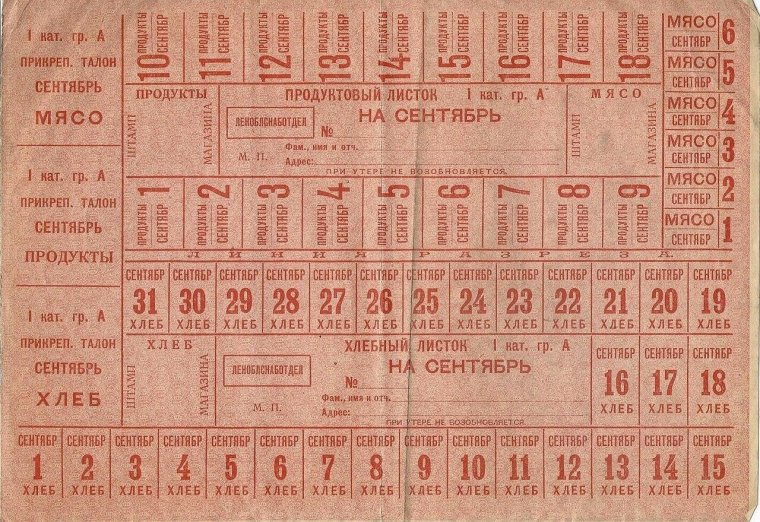 I кат. гр. А
ПРИКРЕП. ТАЛОН
СЕНТЯБРЬ
МЯСО
I кат. гр. А
ПРИКРЕП. ТАЛОН
СЕНТЯБРЬ
ПРОДУКТЫ
I кат. гр. А
ПРИКРЕП. ТАЛОН
СЕНТЯБРЬ
ХЛЕБ
ПРОДУКТЫ СЕНТЯБР 10
ПРОДУКТЫ СЕНТЯБР 11
ПРОДУКТЫ СЕНТЯБР 12
ПРОДУКТЫ СЕНТЯБР 13
ПРОДУКТЫ СЕНТЯБР 14
ПРОДУКТЫ СЕНТЯБР 15
ПРОДУКТЫ СЕНТЯБР 16
ПРОДУКТЫ СЕНТЯБР 17
ПРОДУКТЫ СЕНТЯБР 18
МЯСО СЕНТЯБР 6
МЯСО СЕНТЯБР 5
МЯСО СЕНТЯБР 4
МЯСО СЕНТЯБР 3
МЯСО СЕНТЯБР 2
МЯСО СЕНТЯБР 1
ПРОДУКТЫ
ШТАМП
МАГАЗИНА
ПРОДУКТОВЫЙ ЛИСТОК I кат. гр. А
ЛЕНОБЛСНАБОТДЕЛ
НА СЕНТЯБРЬ
№
Фам., имя и отч.
М. П.
Адрес:
ПРИ УТЕРЕ НЕ ВОЗОБНОВЛЯЕТСЯ.
МЯСО
ШТАМП
МАГАЗИНА
ПРОДУКТЫ СЕНТЯБР 1
ПРОДУКТЫ СЕНТЯБР 2
ПРОДУКТЫ СЕНТЯБР 3
ПРОДУКТЫ СЕНТЯБР 4
ПРОДУКТЫ СЕНТЯБР 5
ПРОДУКТЫ СЕНТЯБР 6
ПРОДУКТЫ СЕНТЯБР 7
ПРОДУКТЫ СЕНТЯБР 8
ПРОДУКТЫ СЕНТЯБР 9
ЛИНИЯ РАЗРЕЗА.
СЕНТЯБР СЕНТЯБР СЕНТЯБР СЕНТЯБР СЕНТЯБР СЕНТЯБР СЕНТЯБР СЕНТЯБР СЕНТЯБР СЕНТЯБР СЕНТЯБР СЕНТЯБР СЕНТЯБР
31 30 29 28 27 26 25 24 23 22 21 20 19
ХЛЕБ ХЛЕБ ХЛЕБ ХЛЕБ ХЛЕБ ХЛЕБ ХЛЕБ ХЛЕБ ХЛЕБ ХЛЕБ ХЛЕБ ХЛЕБ ХЛЕБ
ХЛЕБ
ШТАМП
МАГАЗИНА
ХЛЕБНЫЙ ЛИСТОК I кат. гр. А
ЛЕНОБЛСНАБОТДЕЛ
НА СЕНТЯБРЬ
№
Фам., имя и отч.
М. П.
Адрес:
ПРИ УТЕРЕ НЕ ВОЗОБНОВЛЯЕТСЯ.
СЕНТЯБР СЕНТЯБР СЕНТЯБР
16 17 18
ХЛЕБ ХЛЕБ ХЛЕБ
СЕНТЯБР СЕНТЯБР СЕНТЯБР СЕНТЯБР СЕНТЯБР СЕНТЯБР СЕНТЯБР СЕНТЯБР СЕНТЯБР СЕНТЯБР СЕНТЯБР СЕНТЯБР СЕНТЯБР СЕНТЯБР СЕНТЯБР
1 2 3 4 5 6 7 8 9 10 11 12 13 14 15
ХЛЕБ ХЛЕБ ХЛЕБ ХЛЕБ ХЛЕБ ХЛЕБ ХЛЕБ ХЛЕБ ХЛЕБ ХЛЕБ ХЛЕБ ХЛЕБ ХЛЕБ ХЛЕБ ХЛЕБ